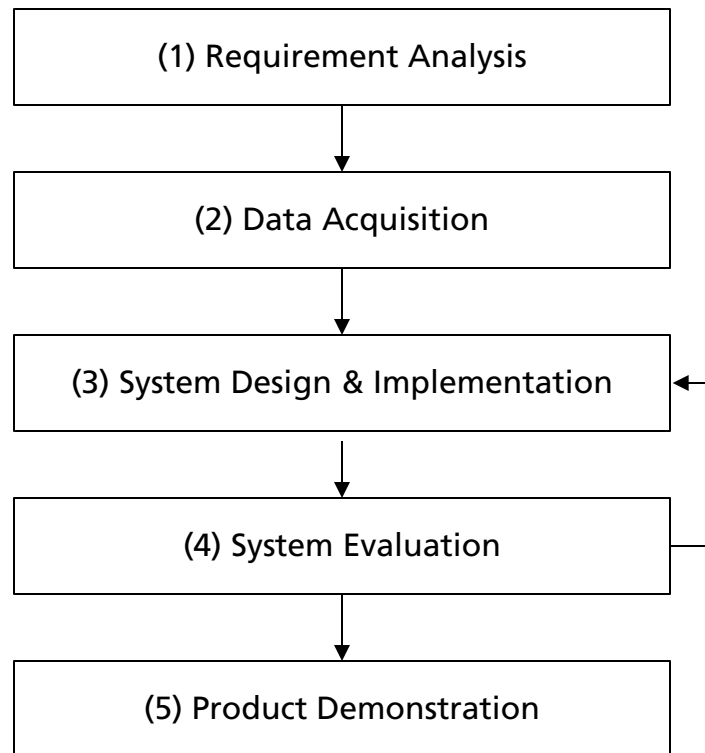 (1) Requirement Analysis
(2) Data Acquisition
(3) System Design & Implementation
(4) System Evaluation
(5) Product Demonstration